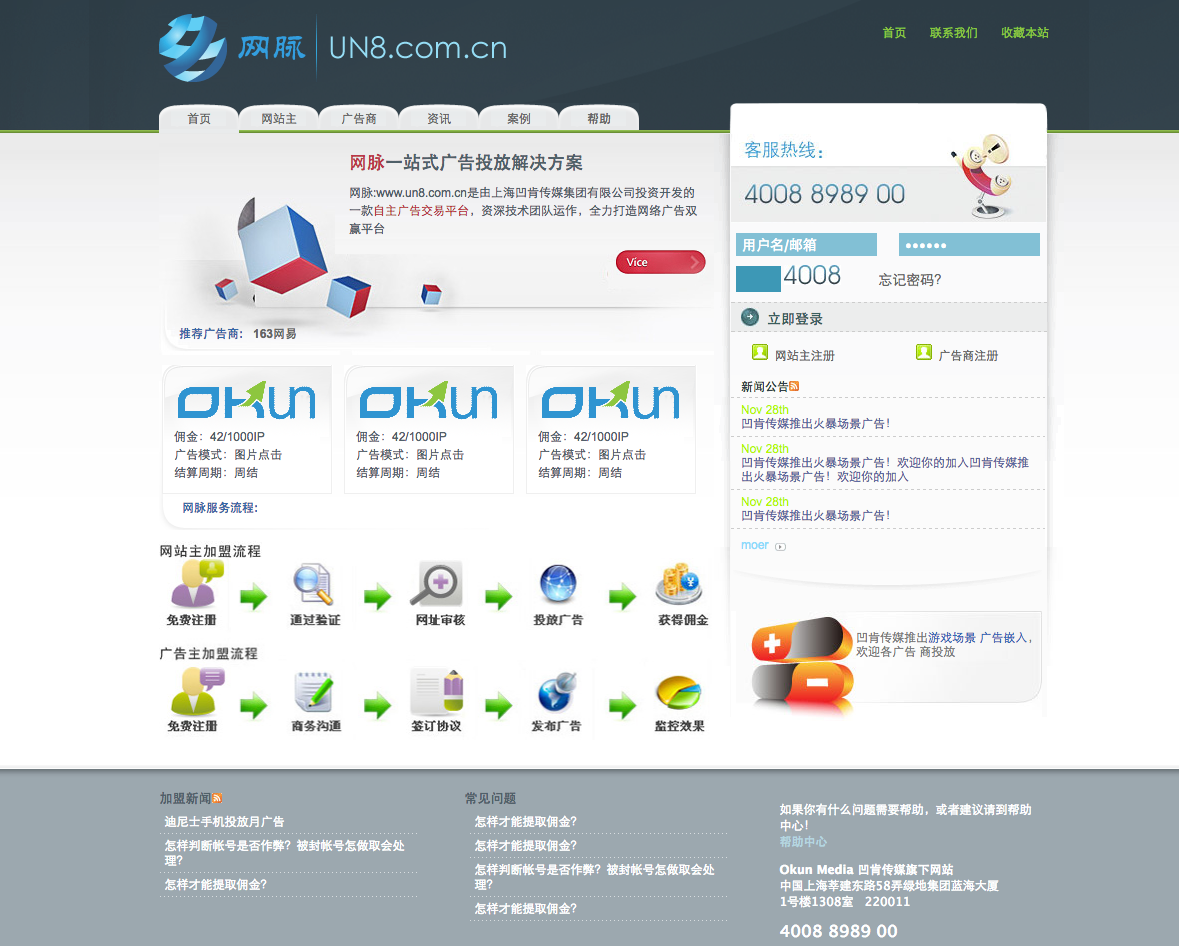 网脉 UN8.com.cn
首页 联系我们 收藏本站
首页 网站主 广告商 资讯 案例 帮助
网脉一站式广告投放解决方案
网脉:www.un8.com.cn是由上海凹肯传媒集团有限公司投资开发的
一款自主广告交易平台，资深技术团队运作，全力打造网络广告双
赢平台
Vice
推荐广告商： 163网易
OKun OKun OKun
佣金：42/1000IP 佣金：42/1000IP 佣金：42/1000IP
广告模式：图片点击 广告模式：图片点击 广告模式：图片点击
结算周期：周结 结算周期：周结 结算周期：周结
网脉服务流程:
网站主加盟流程
免费注册 通过验证 网址审核 投放广告 获得佣金
广告主加盟流程
免费注册 商务沟通 签订协议 发布广告 监控效果
客服热线：
4008 8989 00
用户名/邮箱 ••••••
4008 忘记密码?
立即登录
网站主注册 广告商注册
新闻公告
Nov 28th
凹肯传媒推出火暴场景广告！
Nov 28th
凹肯传媒推出火暴场景广告！欢迎你的加入凹肯传媒推
出火暴场景广告！欢迎你的加入
Nov 28th
凹肯传媒推出火暴场景广告！
moer
凹肯传媒推出游戏场景 广告嵌入，
欢迎各广告 商投放
加盟新闻
迪尼士手机投放月广告
怎样判断帐号是否作弊？被封帐号怎做取会处
理?
怎样才能提取佣金?
常见问题
怎样才能提取佣金?
怎样才能提取佣金?
怎样判断帐号是否作弊？被封帐号怎做取会处
理?
怎样才能提取佣金?
如果你有什么问题需要帮助，或者建议请到帮助
中心！
帮助中心
Okun Media 凹肯传媒旗下网站
中国上海莘建东路58弄绿地集团蓝海大厦
1号楼1308室 220011
4008 8989 00